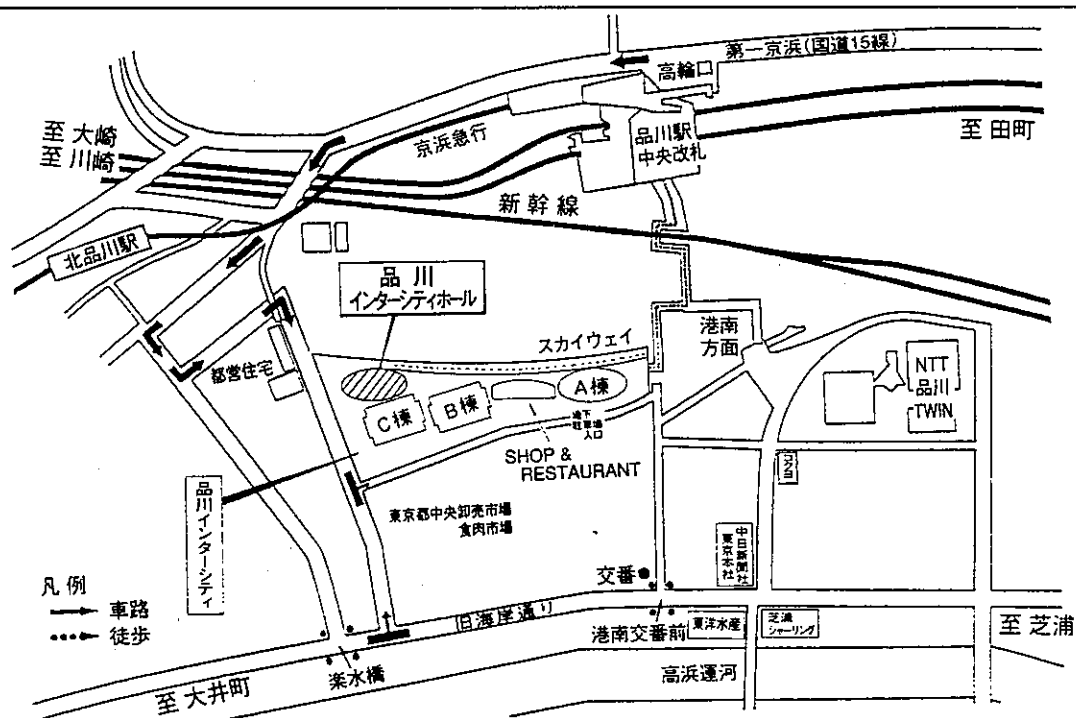 第一京浜(国道15線)
高輪口
至 大崎
至 川崎
京浜急行
品川駅
中央改札
至 田町
新幹線
北品川駅
品川
インターシティホール
スカイウェイ
港南
方面
都営住宅
NTT
品川
TWIN
A棟
B棟
C棟
地下
駐車場
入口
SHOP &
RESTAURANT
コクヨ
品川インターシティ
東京都中央卸売市場
食肉市場
中日新聞社
東京本社
凡例
車路
徒歩
交番
旧海岸通り
港南交番前
東洋水産
芝浦
シャーリング
至 芝浦
楽水橋
高浜運河
至 大井町